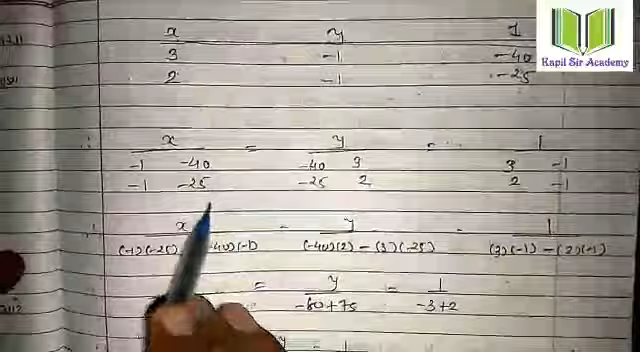 x y 1
3 -1 -40
2 -1 -25
Kapil Sir Academy
∴ x = y = 1
-1 -40 -40 3 3 -1
-1 -25 -25 2 2 -1
∴ x = y = 1
(-1)(-25) 40)(-1) (-40)(2) - (3)(-25) (3)(-1) - (2)(-1)
= y = 1
-80+75 -3+2